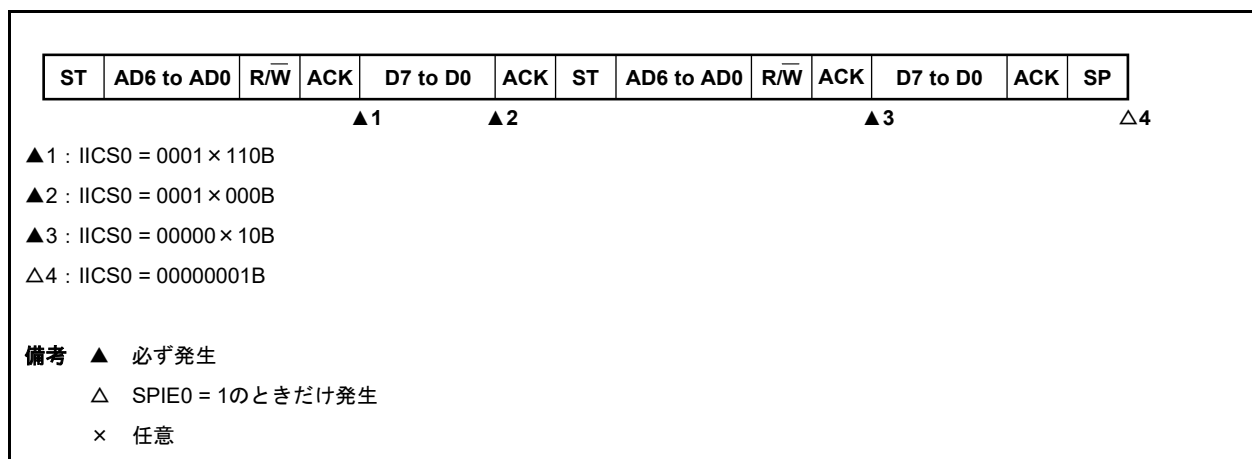 ST AD6 to AD0 R/W̅ ACK D7 to D0 ACK ST AD6 to AD0 R/W̅ ACK D7 to D0 ACK SP
▲1 ▲2 ▲3 △4
▲1：IICS0 = 0001×110B
▲2：IICS0 = 0001×000B
▲3：IICS0 = 00000×10B
△4：IICS0 = 00000001B
備考 ▲ 必ず発生
△ SPIE0 = 1のときだけ発生
× 任意